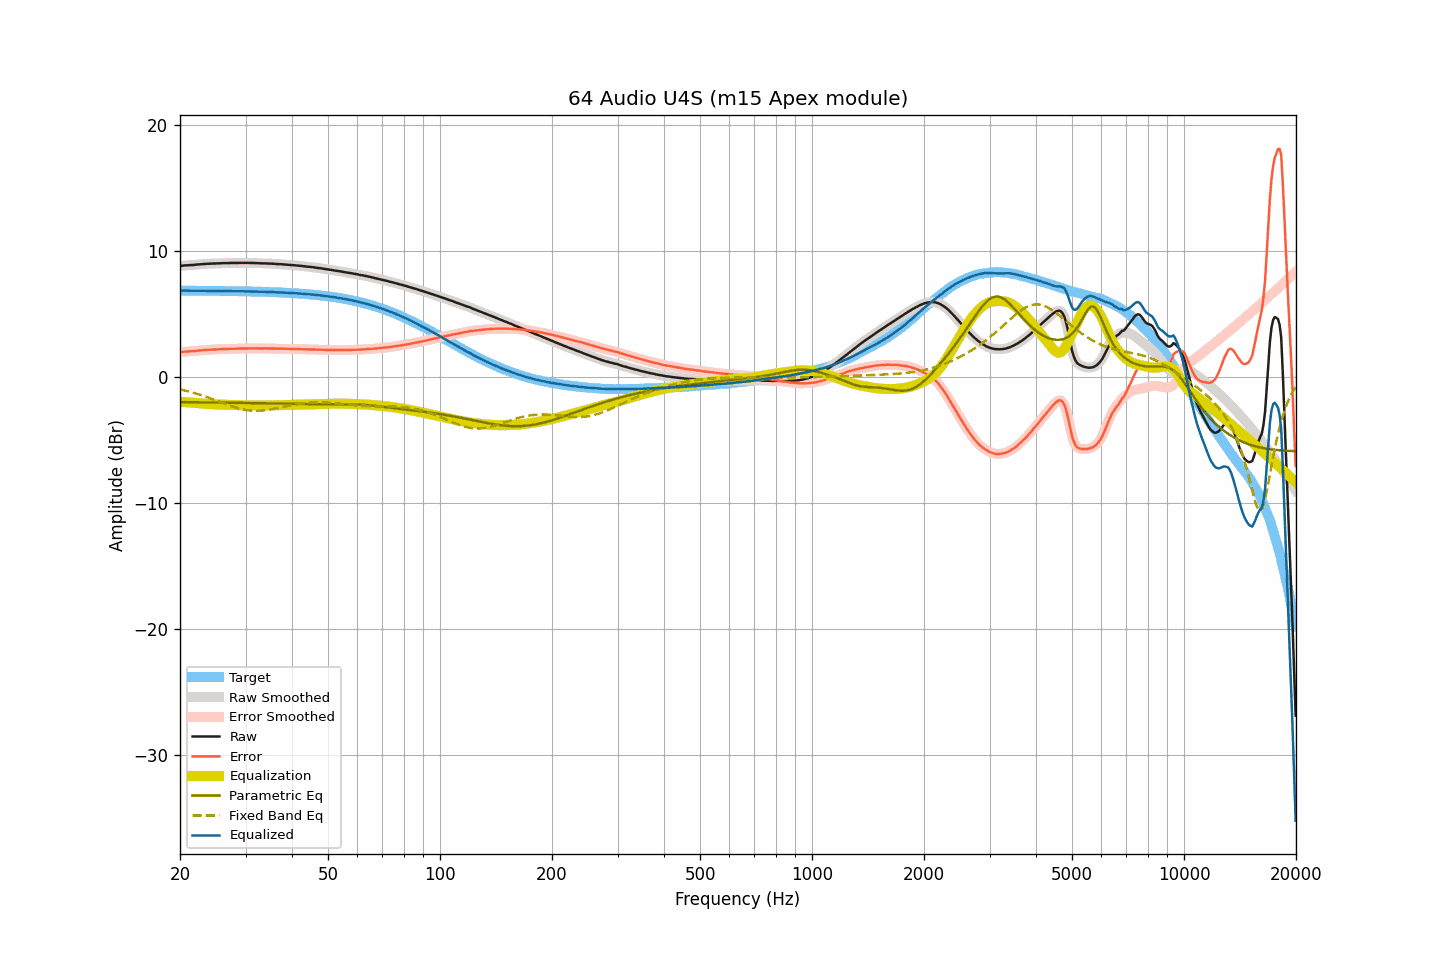 64 Audio U4S (m15 Apex module)
20
10
0
−10
−20
−30
Amplitude (dBr)
Target
Raw Smoothed
Error Smoothed
Raw
Error
Equalization
Parametric Eq
Fixed Band Eq
Equalized
20 50 100 200 500 1000 2000 5000 10000 20000
Frequency (Hz)